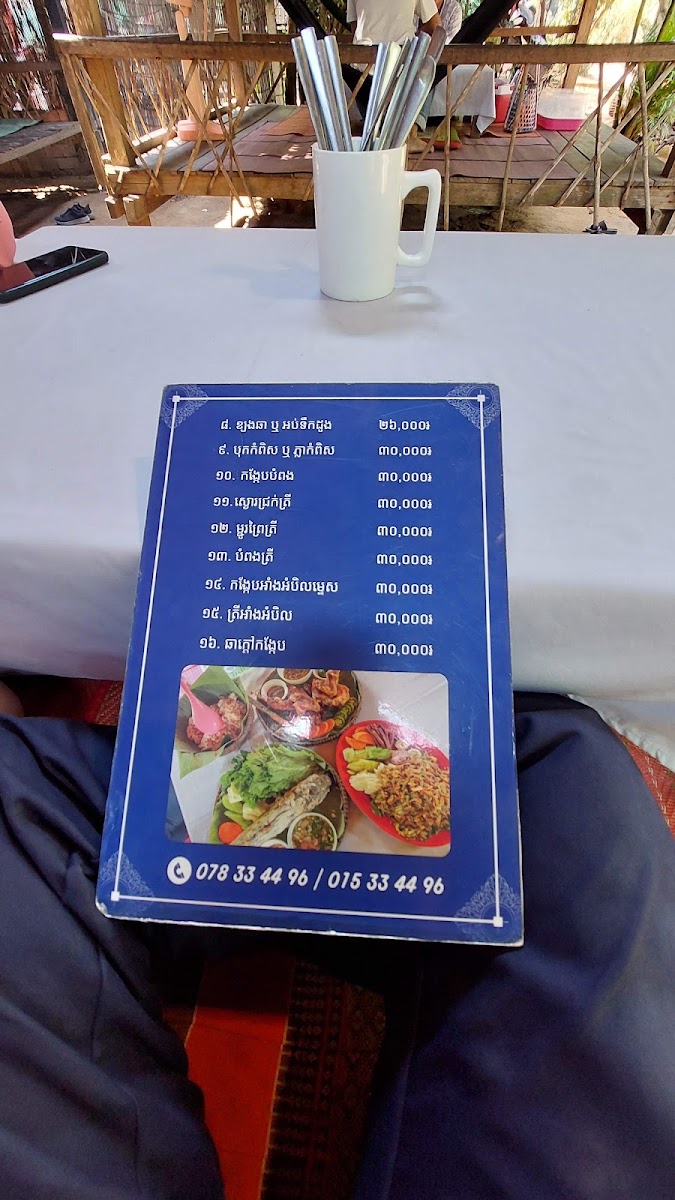 ៨. ខ្យងឆា ឬ អប់ទឹកដូង ២៦,០០០៛
៩. បុកកំពិស ឬ ភ្លាកំពិស ៣០,០០០៛
១០. កង្កែបបំពង ៣០,០០០៛
១១. ស្ងោរជ្រក់ត្រី ៣០,០០០៛
១២. ម្ជូរព្រៃត្រី ៣០,០០០៛
១៣. បំពងត្រី ៣០,០០០៛
១៤. កង្កែបអាំងអំបិលម្ទេស ៣០,០០០៛
១៥. ត្រីអាំងអំបិល ៣០,០០០៛
១៦. ឆាក្ដៅកង្កែប ៣០,០០០៛
078 33 44 96 / 015 33 44 96